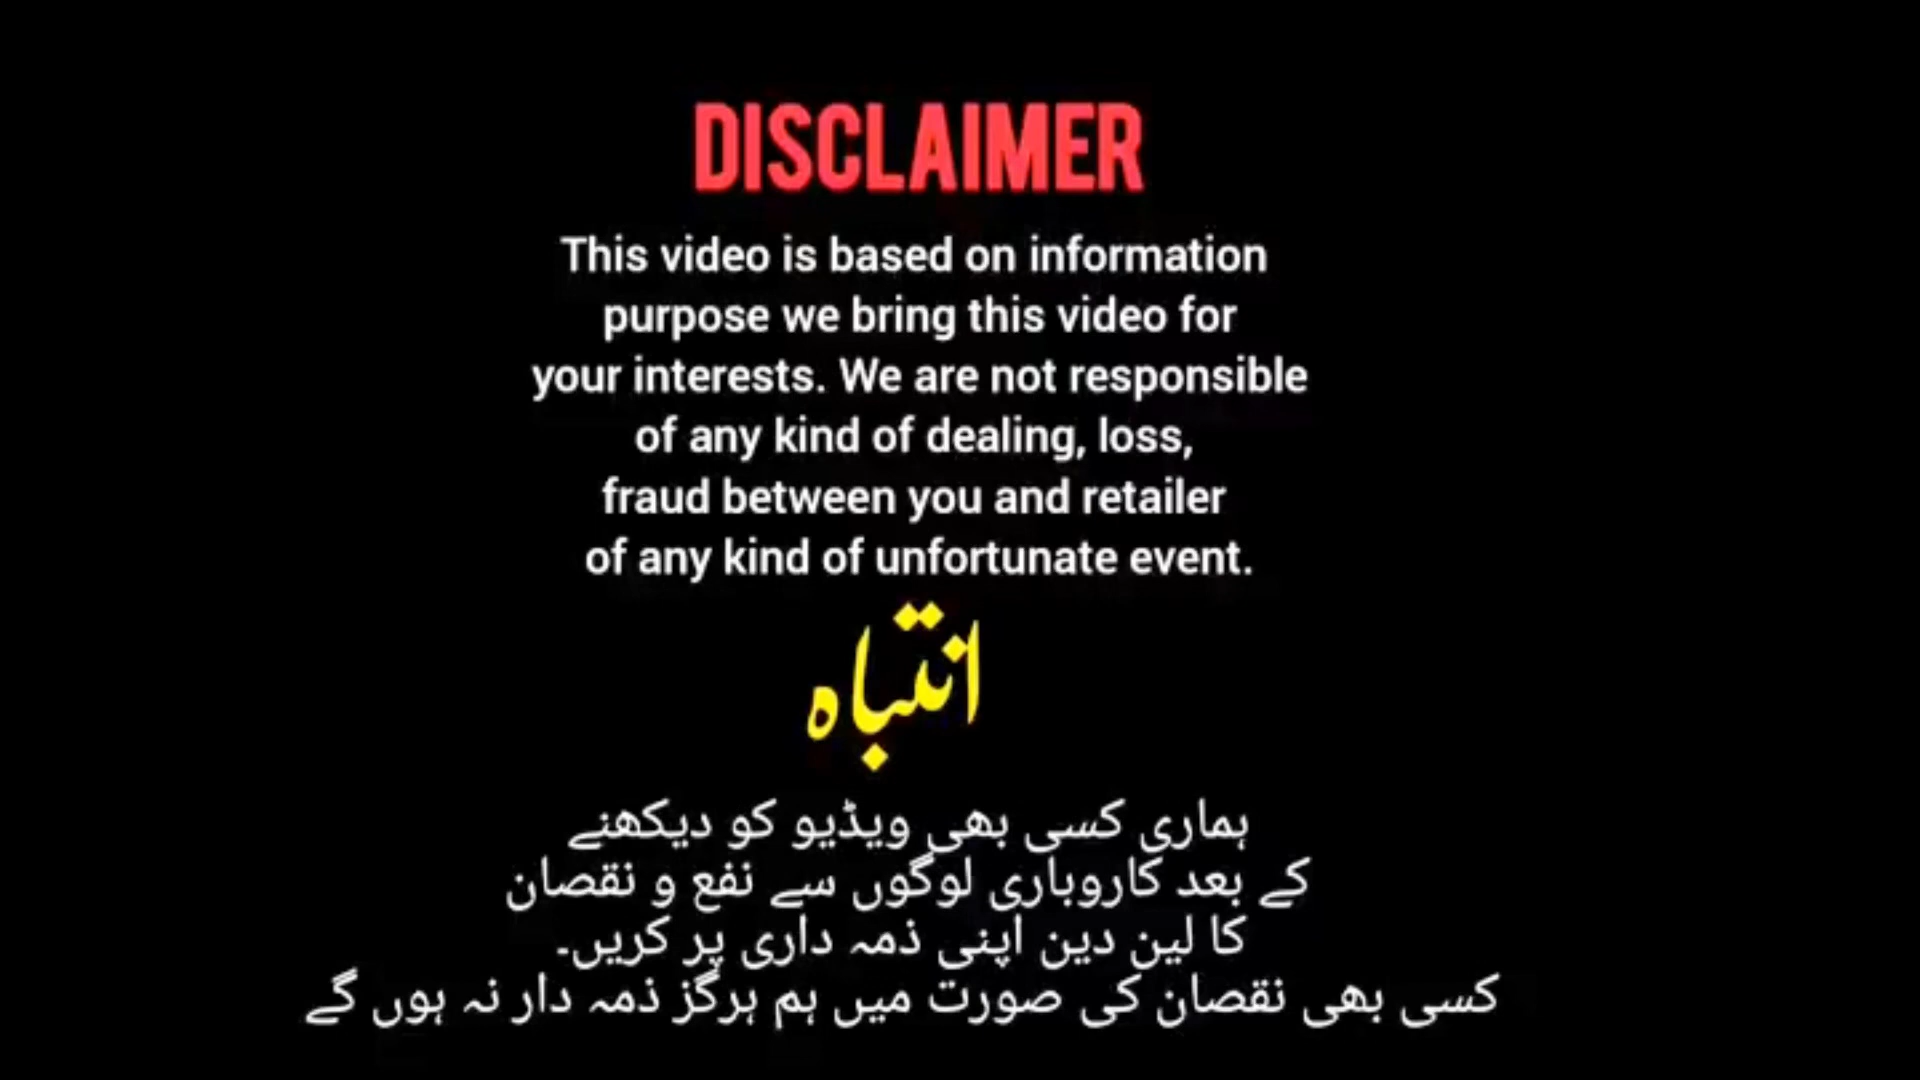 DISCLAIMER
This video is based on information
purpose we bring this video for
your interests. We are not responsible
of any kind of dealing, loss,
fraud between you and retailer
of any kind of unfortunate event.
انتباہ
ہماری کسی بھی ویڈیو کو دیکھنے
کے بعد کاروباری لوگوں سے نفع و نقصان
کا لین دین اپنی ذمہ داری پر کریں۔
کسی بھی نقصان کی صورت میں ہم ہرگز ذمہ دار نہ ہوں گے